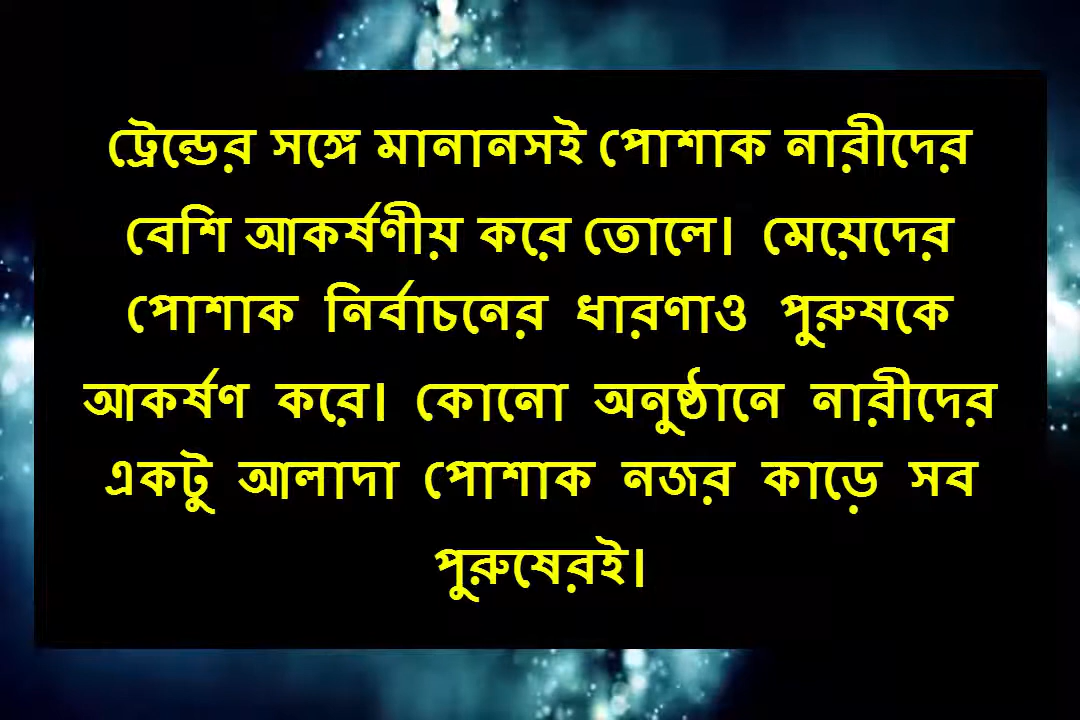 ট্রেন্ডের সঙ্গে মানানসই পোশাক নারীদের
বেশি আকর্ষণীয় করে তোলে। মেয়েদের
পোশাক নির্বাচনের ধারণাও পুরুষকে
আকর্ষণ করে। কোনো অনুষ্ঠানে নারীদের
একটু আলাদা পোশাক নজর কাড়ে সব
পুরুষেরই।